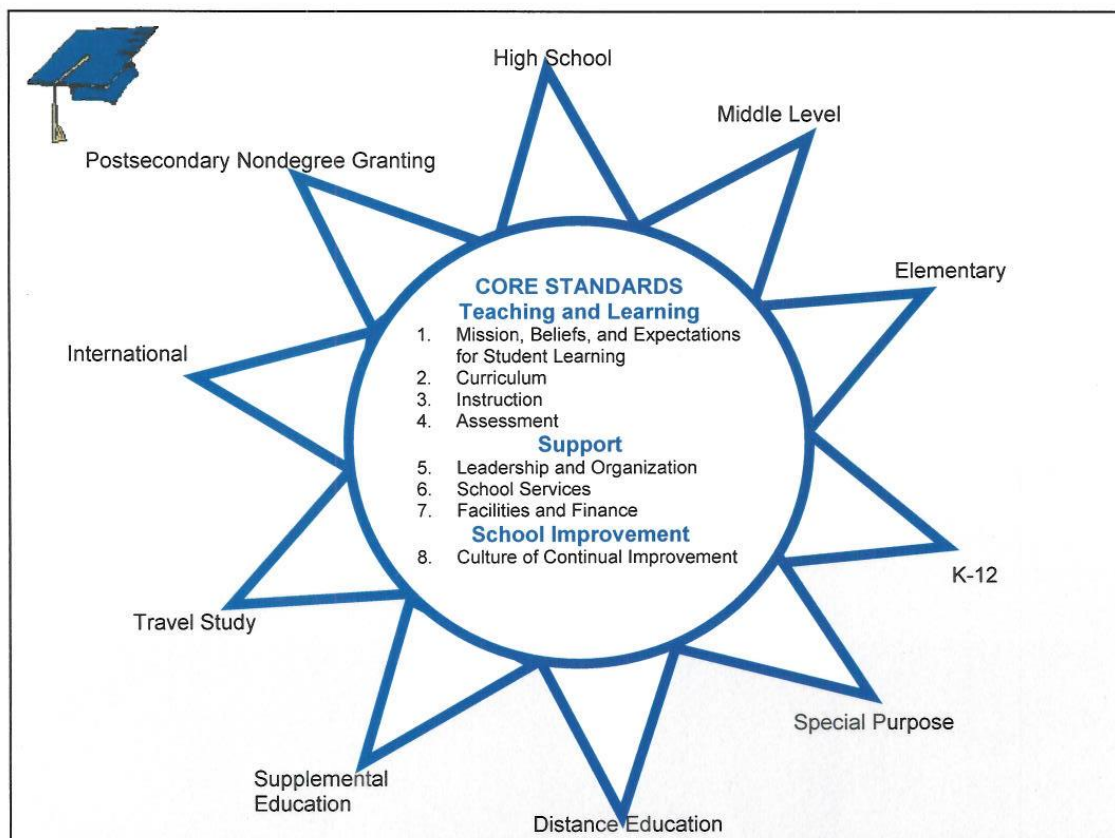 High School
Middle Level
Postsecondary Nondegree Granting
Elementary
CORE STANDARDS
Teaching and Learning
1. Mission, Beliefs, and Expectations
for Student Learning
2. Curriculum
3. Instruction
4. Assessment
Support
5. Leadership and Organization
6. School Services
7. Facilities and Finance
School Improvement
8. Culture of Continual Improvement
International
K-12
Travel Study
Special Purpose
Supplemental
Education
Distance Education